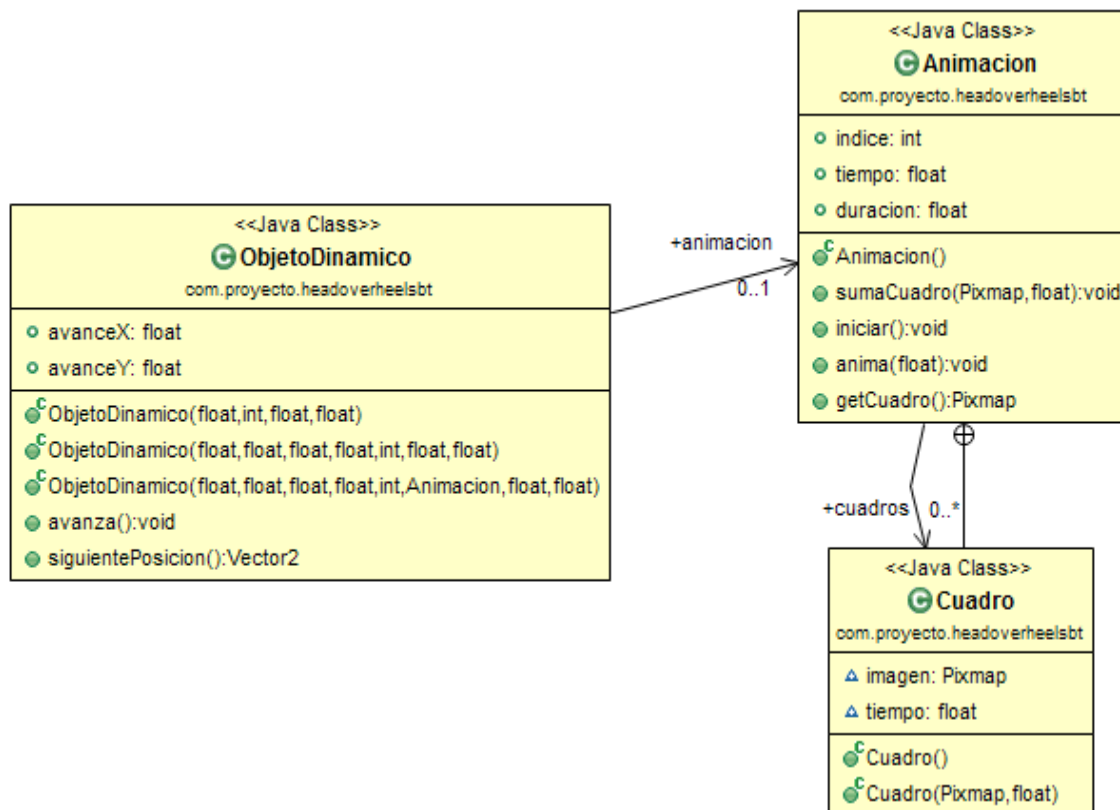 <<Java Class>>
Animacion
com.proyecto.headoverheelsbt
indice: int
tiempo: float
duracion: float
Animacion()
sumaCuadro(Pixmap,float):void
iniciar():void
anima(float):void
getCuadro():Pixmap
<<Java Class>>
ObjetoDinamico
com.proyecto.headoverheelsbt
avanceX: float
avanceY: float
ObjetoDinamico(float,int,float,float)
ObjetoDinamico(float,float,float,float,int,float,float)
ObjetoDinamico(float,float,float,float,int,Animacion,float,float)
avanza():void
siguientePosicion():Vector2
+animacion
0..1
+cuadros
0..*
<<Java Class>>
Cuadro
com.proyecto.headoverheelsbt
imagen: Pixmap
tiempo: float
Cuadro()
Cuadro(Pixmap,float)